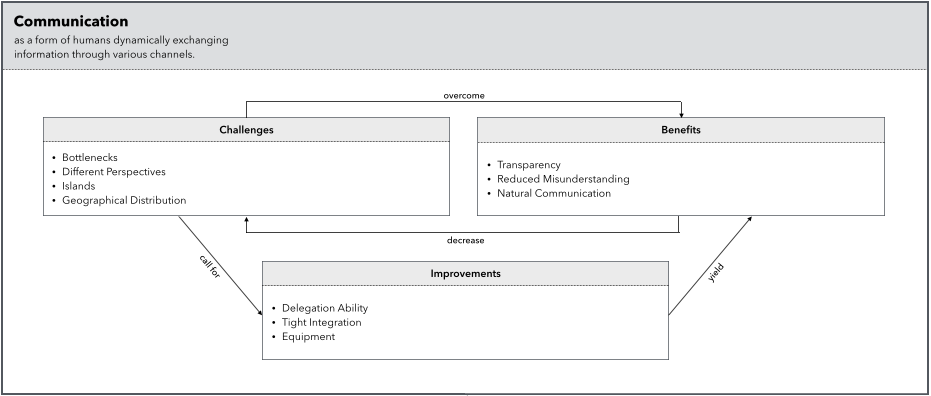 Communication
as a form of humans dynamically exchanging
information through various channels.
overcome
Challenges
• Bottlenecks
• Different Perspectives
• Islands
• Geographical Distribution
Benefits
• Transparency
• Reduced Misunderstanding
• Natural Communication
decrease
call for
yield
Improvements
• Delegation Ability
• Tight Integration
• Equipment